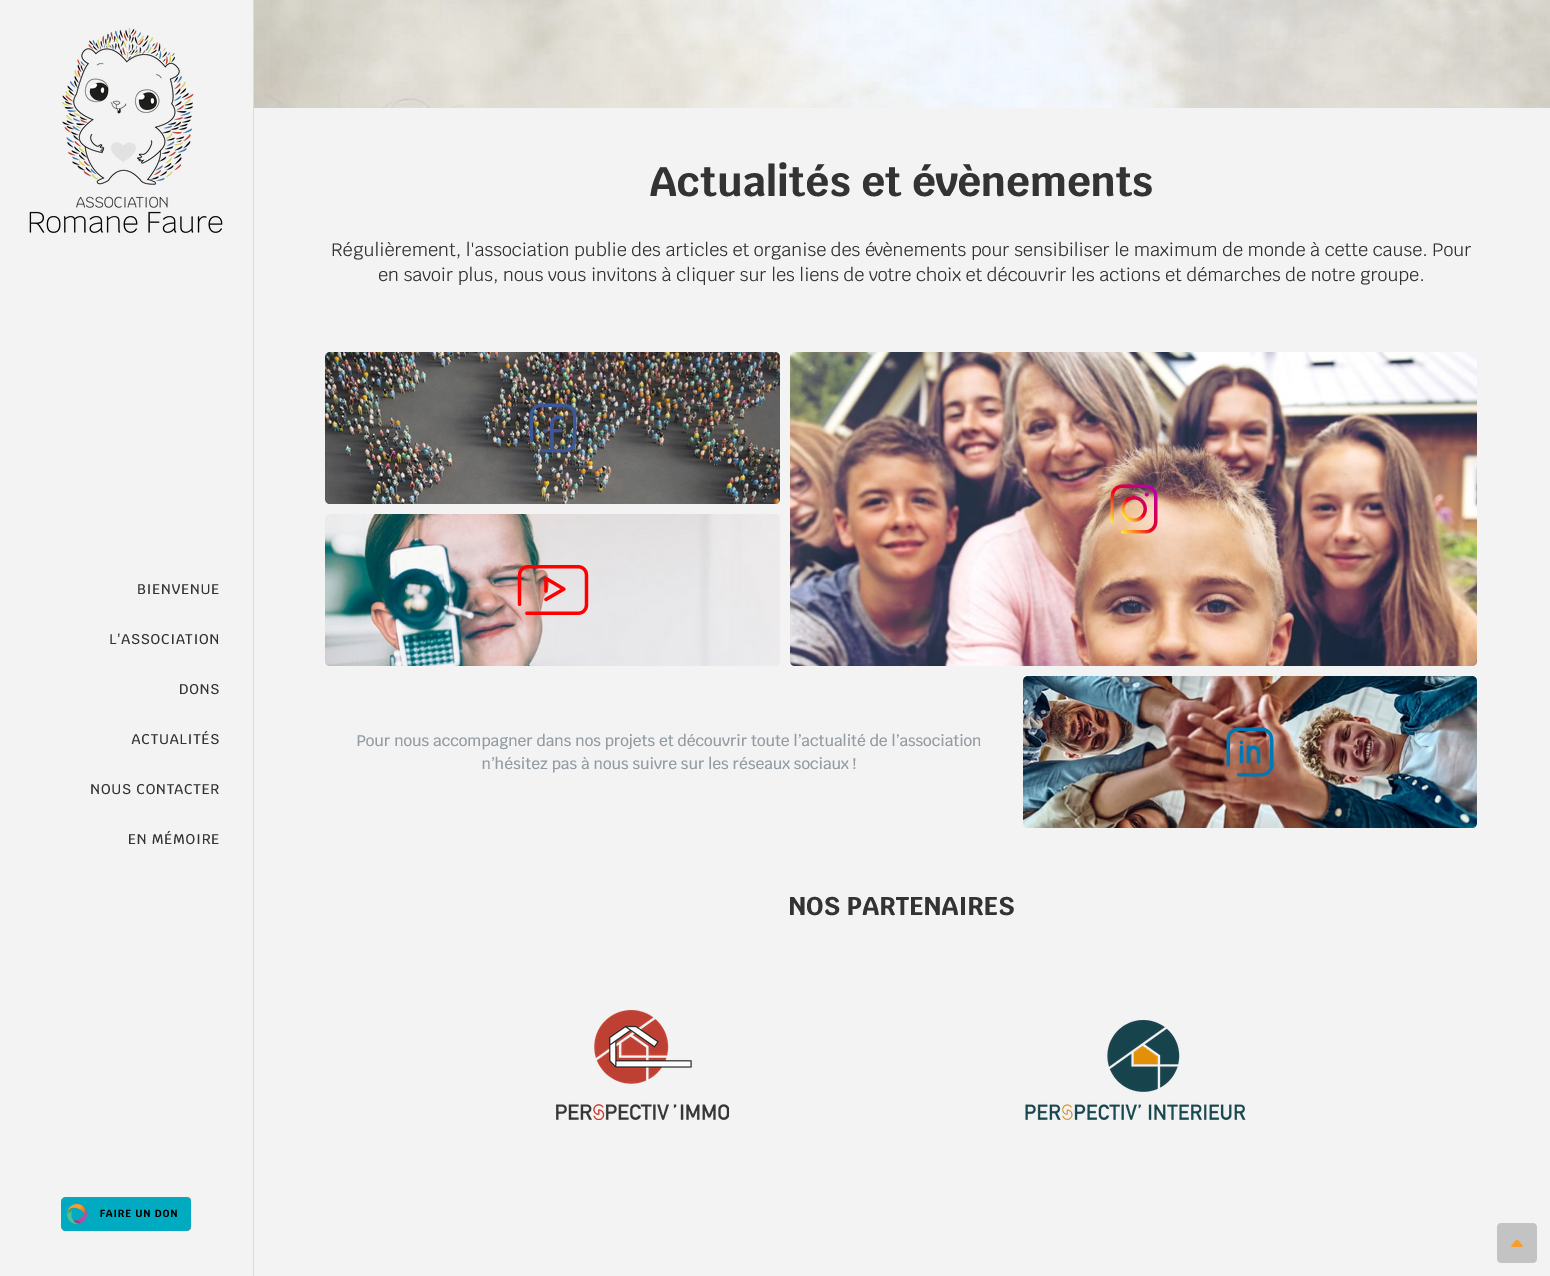 ASSOCIATION
Romane Faure
BIENVENUE
L'ASSOCIATION
DONS
ACTUALITÉS
NOUS CONTACTER
EN MÉMOIRE
FAIRE UN DON
Actualités et évènements
Régulièrement, l'association publie des articles et organise des évènements pour sensibiliser le maximum de monde à cette cause. Pour
en savoir plus, nous vous invitons à cliquer sur les liens de votre choix et découvrir les actions et démarches de notre groupe.
in
Pour nous accompagner dans nos projets et découvrir toute l’actualité de l’association
n’hésitez pas à nous suivre sur les réseaux sociaux !
NOS PARTENAIRES
PERSPECTIV’IMMO
PERSPECTIV’ INTERIEUR